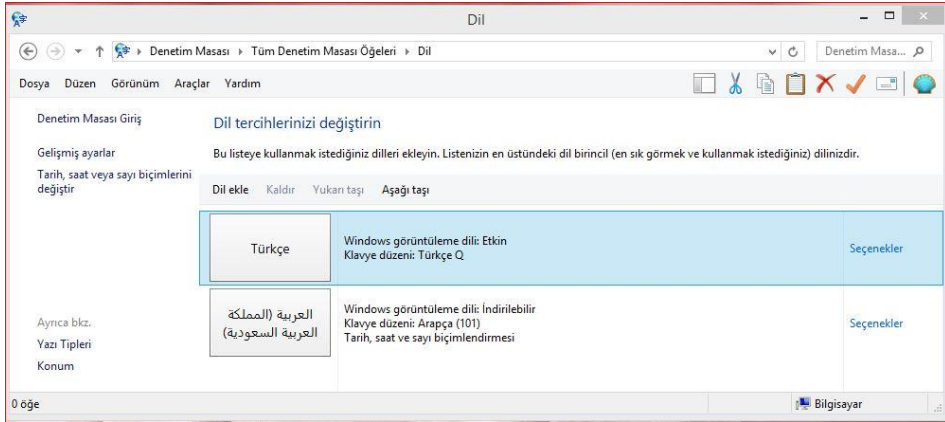 Dil
Denetim Masası Tüm Denetim Masası Öğeleri Dil
Denetim Masa...
Dosya Düzen Görünüm Araçlar Yardım
Denetim Masası Giriş
Gelişmiş ayarlar
Tarih, saat veya sayı biçimlerini
değiştir
Dil tercihlerinizi değiştirin
Bu listeye kullanmak istediğiniz dilleri ekleyin. Listenizin en üstündeki dil birincil (en sık görmek ve kullanmak istediğiniz) dilinizdir.
Dil ekle Kaldır Yukarı taşı Aşağı taşı
Türkçe
Windows görüntüleme dili: Etkin
Klavye düzeni: Türkçe Q
Seçenekler
العربية (المملكة
العربية السعودية)
Windows görüntüleme dili: İndirilebilir
Klavye düzeni: Arapça (101)
Tarih, saat ve sayı biçimlendirmesi
Seçenekler
Ayrıca bkz.
Yazı Tipleri
Konum
0 öğe
Bilgisayar